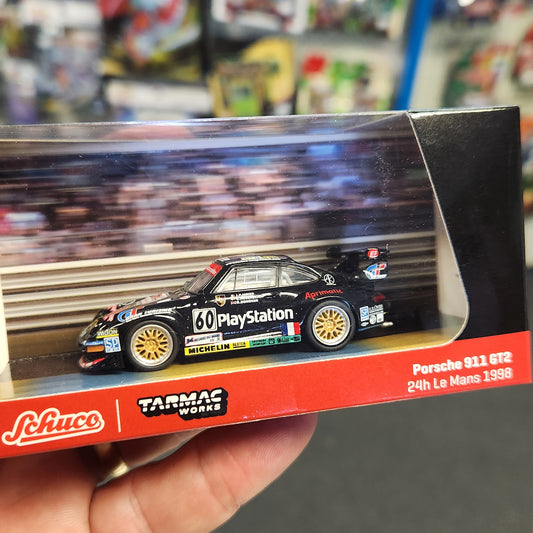 Aprimatic
60
PlayStation
MICHELIN
Porsche 911 GT2
24h Le Mans 1998
Schuco
TARMAC
WORKS